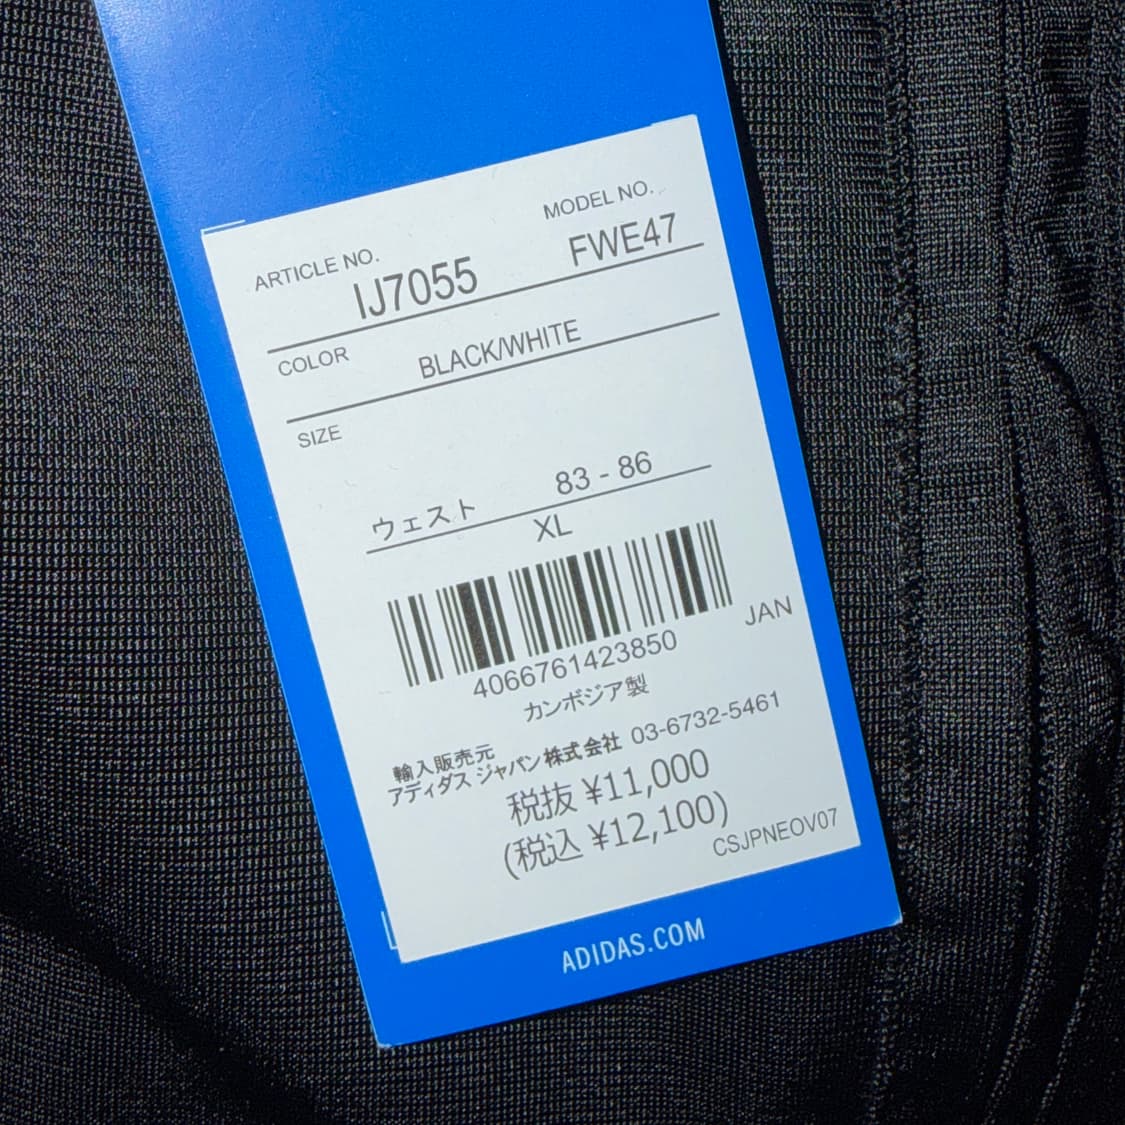 ARTICLE NO.
MODEL NO.
IJ7055
FWE47
COLOR
BLACK/WHITE
SIZE
ウェスト 83 - 86
XL
4066761423850
JAN
カンボジア製
輸入販売元
アディダス ジャパン株式会社 03-6732-5461
税抜 ¥11,000
(税込 ¥12,100)
CSJPNEOV07
ADIDAS.COM